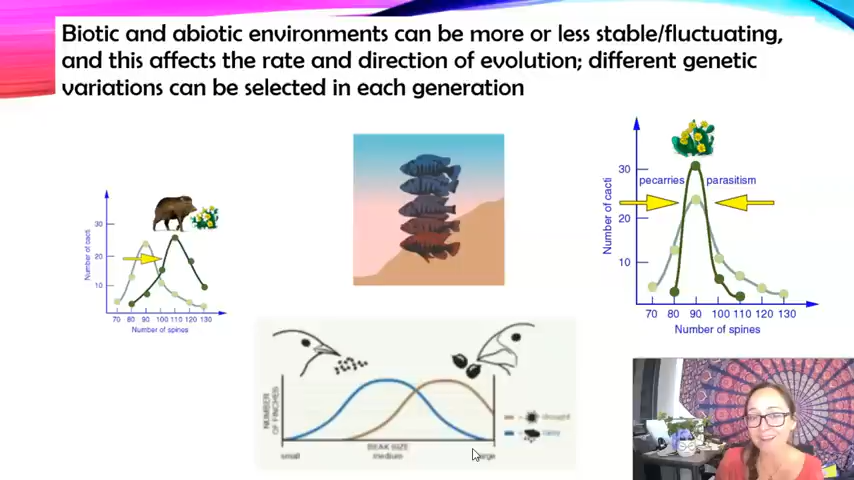 Biotic and abiotic environments can be more or less stable/fluctuating,
and this affects the rate and direction of evolution; different genetic
variations can be selected in each generation
30
20
10
Number of cacti
70 80 90 100 110 120 130
Number of spines
NUMBER
OF FINCHES
BEAK SIZE
small medium large
drought
rainy
30
20
10
Number of cacti
pecarries parasitism
70 80 90 100 110 120 130
Number of spines